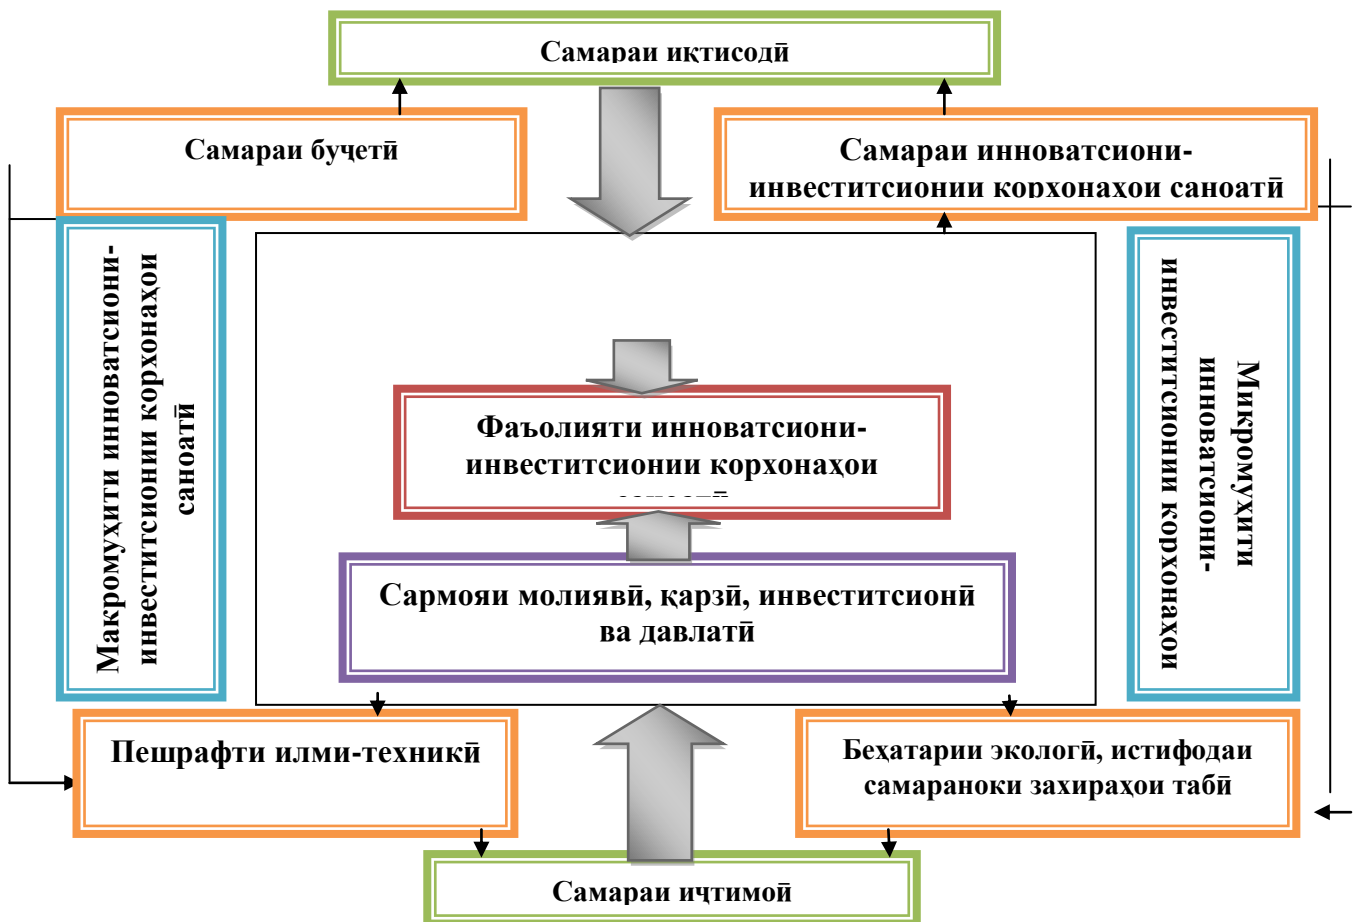 Самараи иқтисодӣ
Самараи буҷетӣ
Самараи инноватсиони-
инвеститсионии корхонаҳои саноатӣ
Макромуҳити инноватсиони-
инвеститсионии корхонаҳои
саноатӣ
Микромуҳити
инноватсиони-
инвеститсионии корхонаҳои
Фаъолияти инноватсиони-
инвеститсионии корхонаҳои
Сармояи молиявӣ, қарзӣ, инвеститсионӣ
ва давлатӣ
Пешрафти илми-техникӣ
Беҳатарии экологӣ, истифодаи
самараноки захираҳои табӣ
Самараи иҷтимоӣ